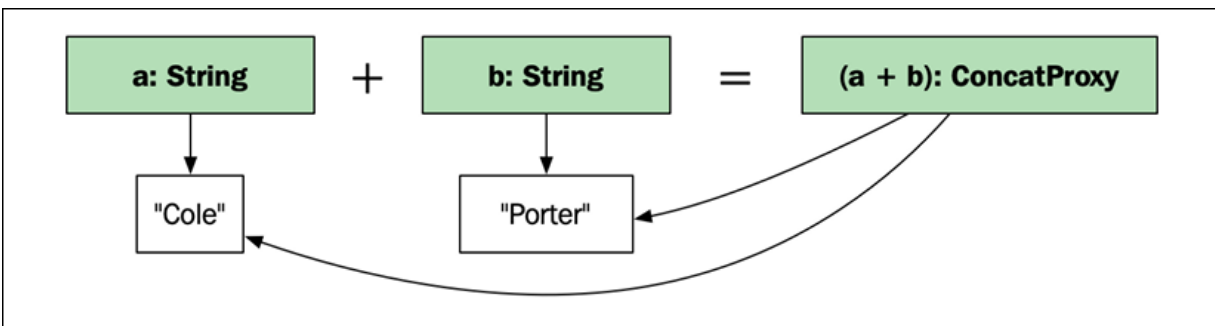 a: String + b: String = (a + b): ConcatProxy
"Cole" "Porter"